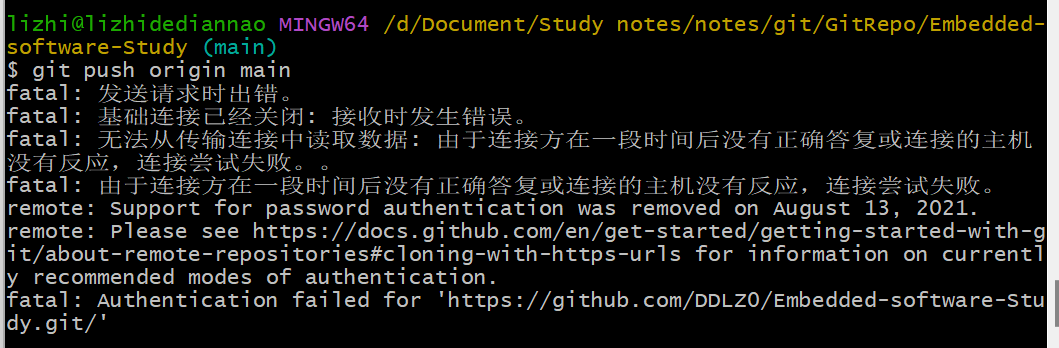 lizhi@lizhidediannao MINGW64 /d/Document/Study notes/notes/git/GitRepo/Embedded-
software-Study (main)
$ git push origin main
fatal: 发送请求时出错。
fatal: 基础连接已经关闭: 接收时发生错误。
fatal: 无法从传输连接中读取数据: 由于连接方在一段时间后没有正确答复或连接的主机
没有反应，连接尝试失败。。
fatal: 由于连接方在一段时间后没有正确答复或连接的主机没有反应，连接尝试失败。
remote: Support for password authentication was removed on August 13, 2021.
remote: Please see https://docs.github.com/en/get-started/getting-started-with-g
it/about-remote-repositories#cloning-with-https-urls for information on currentl
y recommended modes of authentication.
fatal: Authentication failed for 'https://github.com/DDLZ0/Embedded-software-Stu
dy.git/'